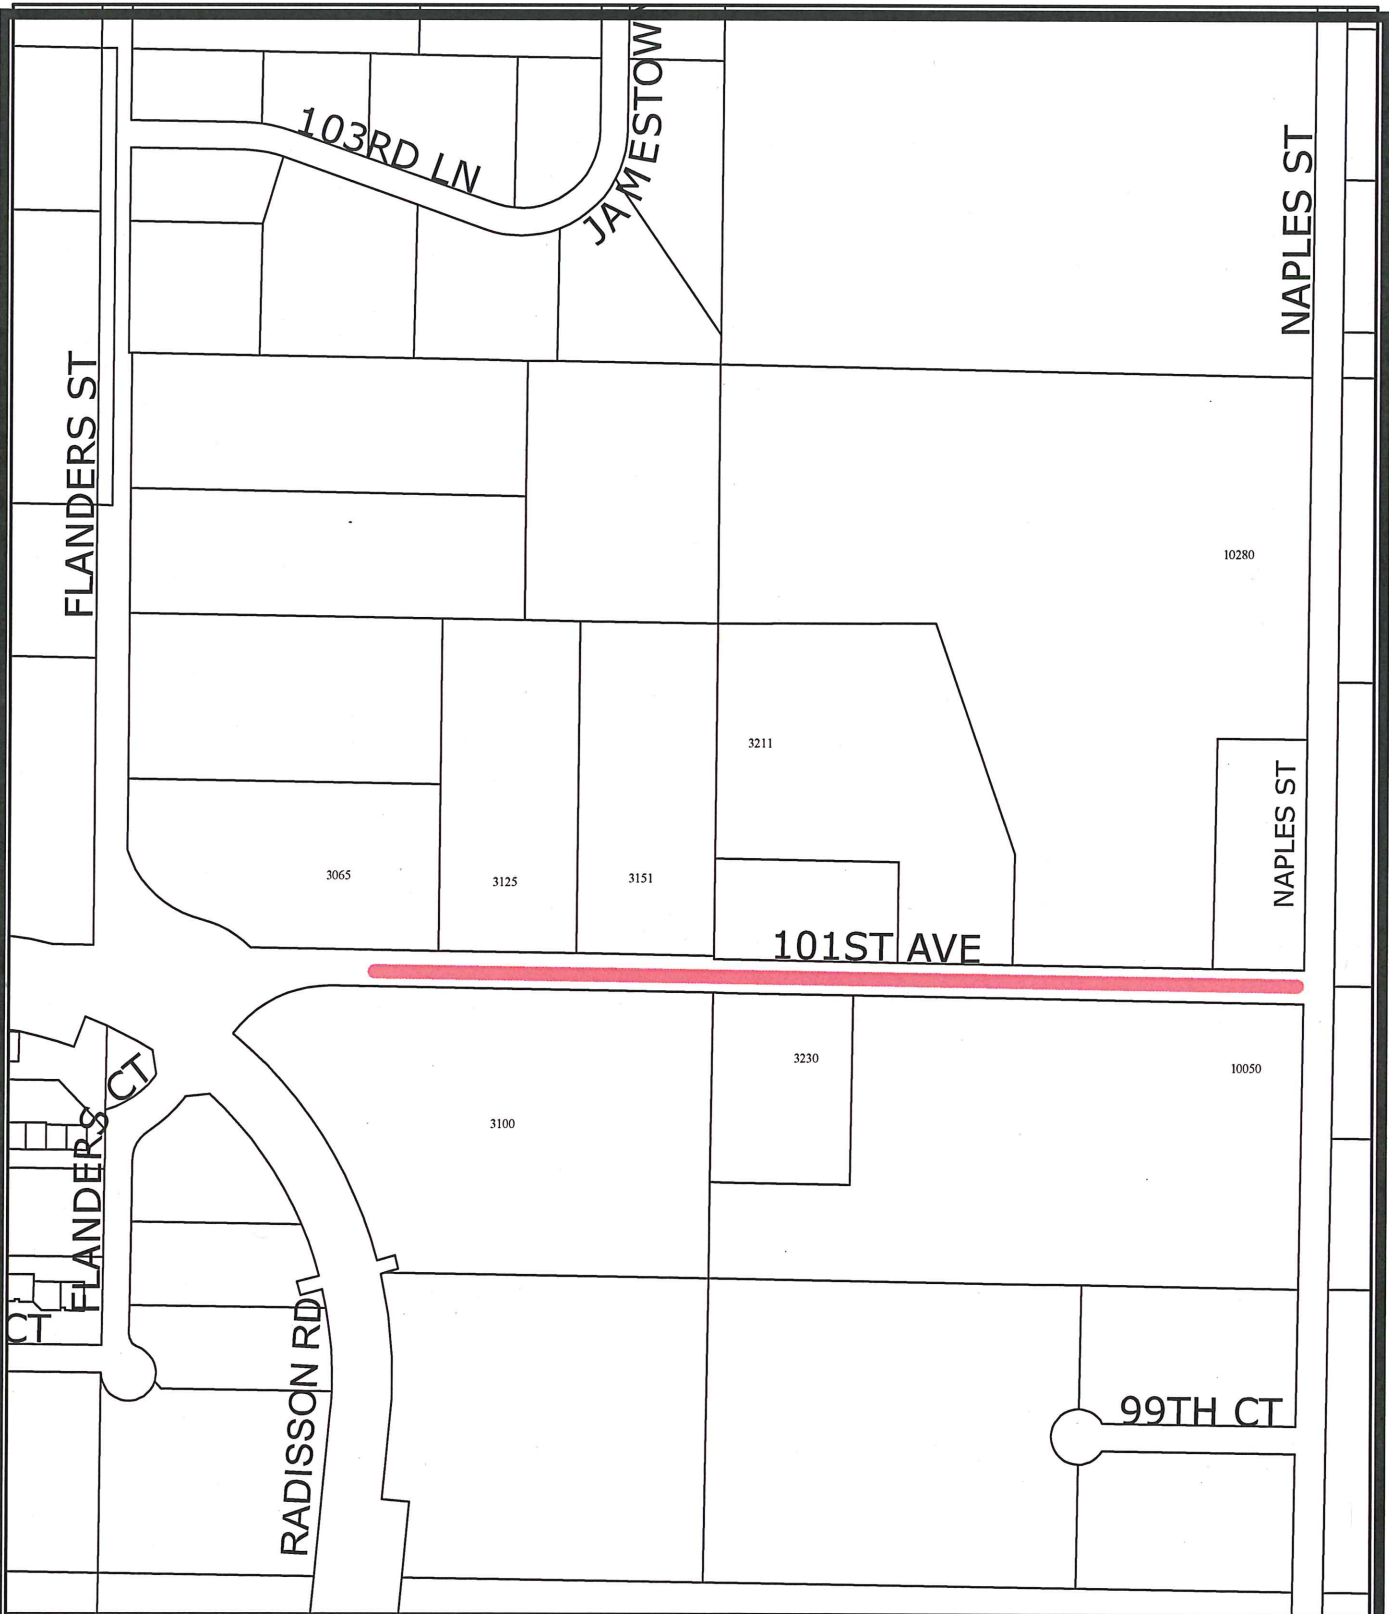 JAMESTOW
103RD LN
NAPLES ST
FLANDERS ST
10280
3211
NAPLES ST
3065
3125
3151
101ST AVE
3230
10050
FLANDERS CT
3100
CT
RADISSON RD
99TH CT